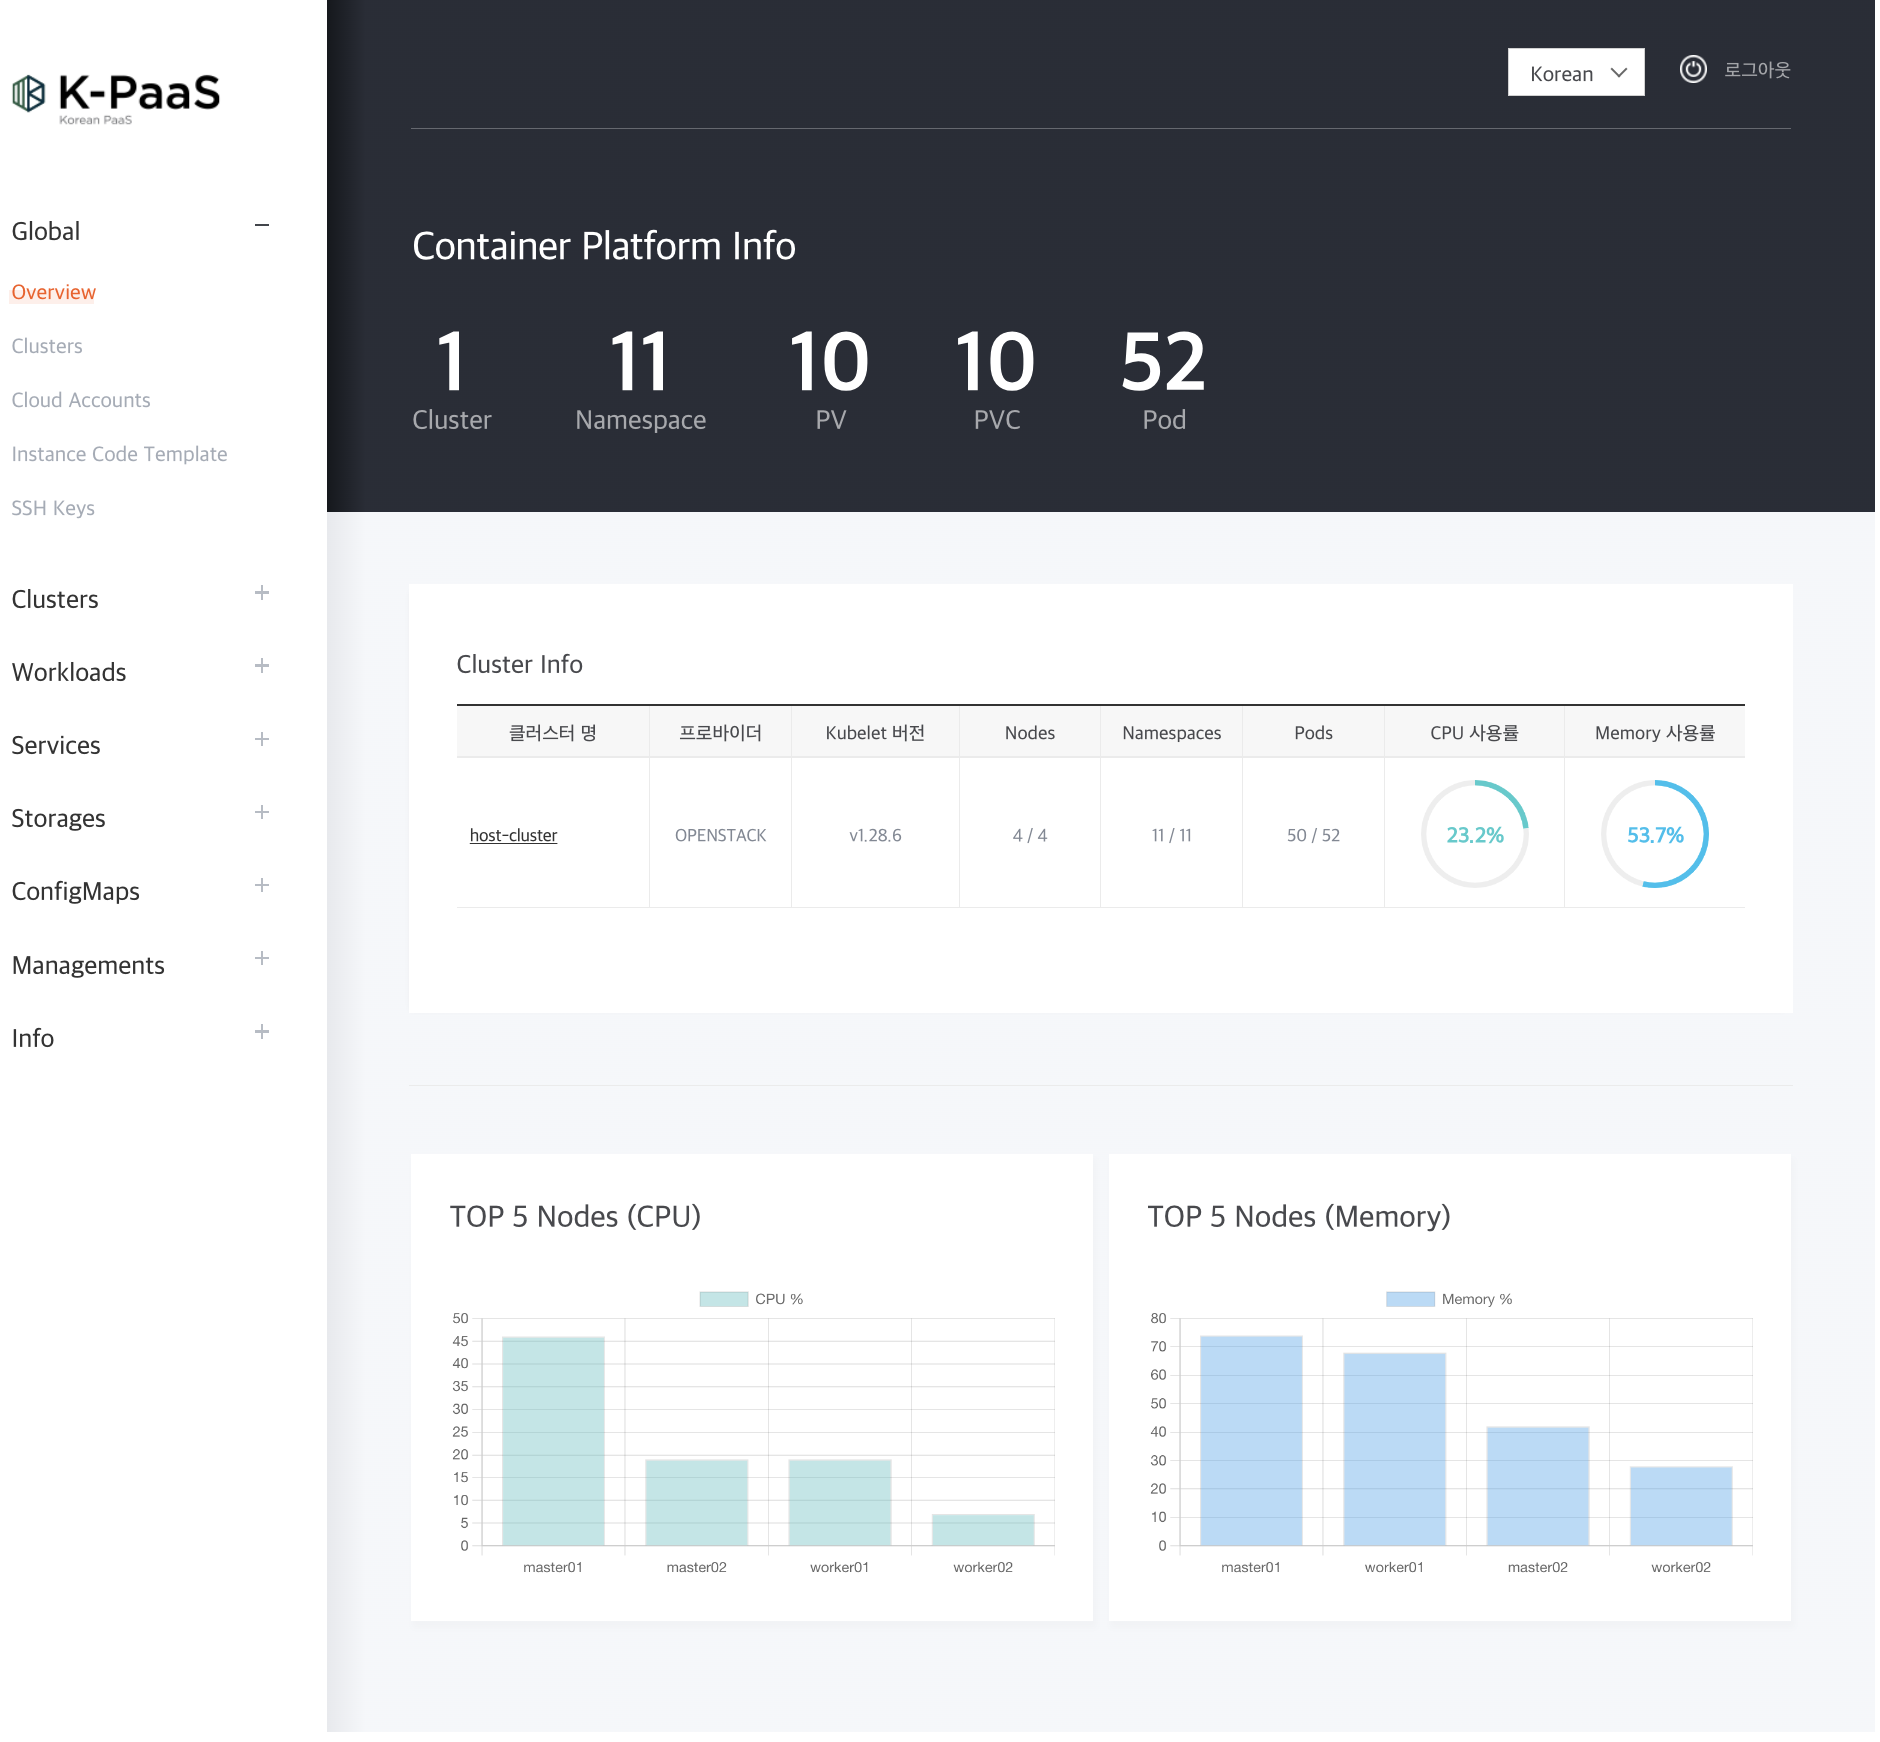 K-PaaS
Korean PaaS
Global
Overview
Clusters
Cloud Accounts
Instance Code Template
SSH Keys
Clusters
Workloads
Services
Storages
ConfigMaps
Managements
Info
Korean
로그아웃
Container Platform Info
1 11 10 10 52
Cluster Namespace PV PVC Pod
Cluster Info
클러스터 명 프로바이더 Kubelet 버전 Nodes Namespaces Pods CPU 사용률 Memory 사용률
host-cluster OPENSTACK v1.28.6 4 / 4 11 / 11 50 / 52 23.2% 53.7%
TOP 5 Nodes (CPU)
CPU %
50
45
40
35
30
25
20
15
10
5
0
master01 master02 worker01 worker02
TOP 5 Nodes (Memory)
Memory %
80
70
60
50
40
30
20
10
0
master01 worker01 master02 worker02